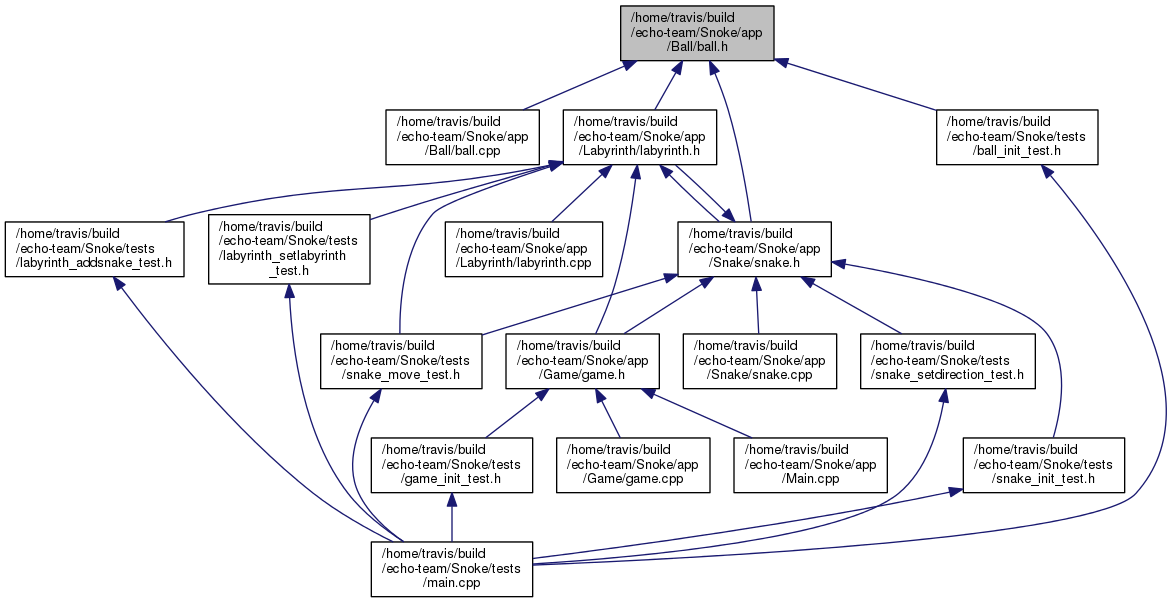 /home/travis/build
/echo-team/Snoke/app
/Ball/ball.h
/home/travis/build
/echo-team/Snoke/app
/Ball/ball.cpp
/home/travis/build
/echo-team/Snoke/app
/Labyrinth/labyrinth.h
/home/travis/build
/echo-team/Snoke/tests
/ball_init_test.h
/home/travis/build
/echo-team/Snoke/tests
/labyrinth_addsnake_test.h
/home/travis/build
/echo-team/Snoke/tests
/labyrinth_setlabyrinth
_test.h
/home/travis/build
/echo-team/Snoke/app
/Labyrinth/labyrinth.cpp
/home/travis/build
/echo-team/Snoke/app
/Snake/snake.h
/home/travis/build
/echo-team/Snoke/tests
/snake_move_test.h
/home/travis/build
/echo-team/Snoke/app
/Game/game.h
/home/travis/build
/echo-team/Snoke/app
/Snake/snake.cpp
/home/travis/build
/echo-team/Snoke/tests
/snake_setdirection_test.h
/home/travis/build
/echo-team/Snoke/tests
/game_init_test.h
/home/travis/build
/echo-team/Snoke/app
/Game/game.cpp
/home/travis/build
/echo-team/Snoke/app
/Main.cpp
/home/travis/build
/echo-team/Snoke/tests
/snake_init_test.h
/home/travis/build
/echo-team/Snoke/tests
/main.cpp